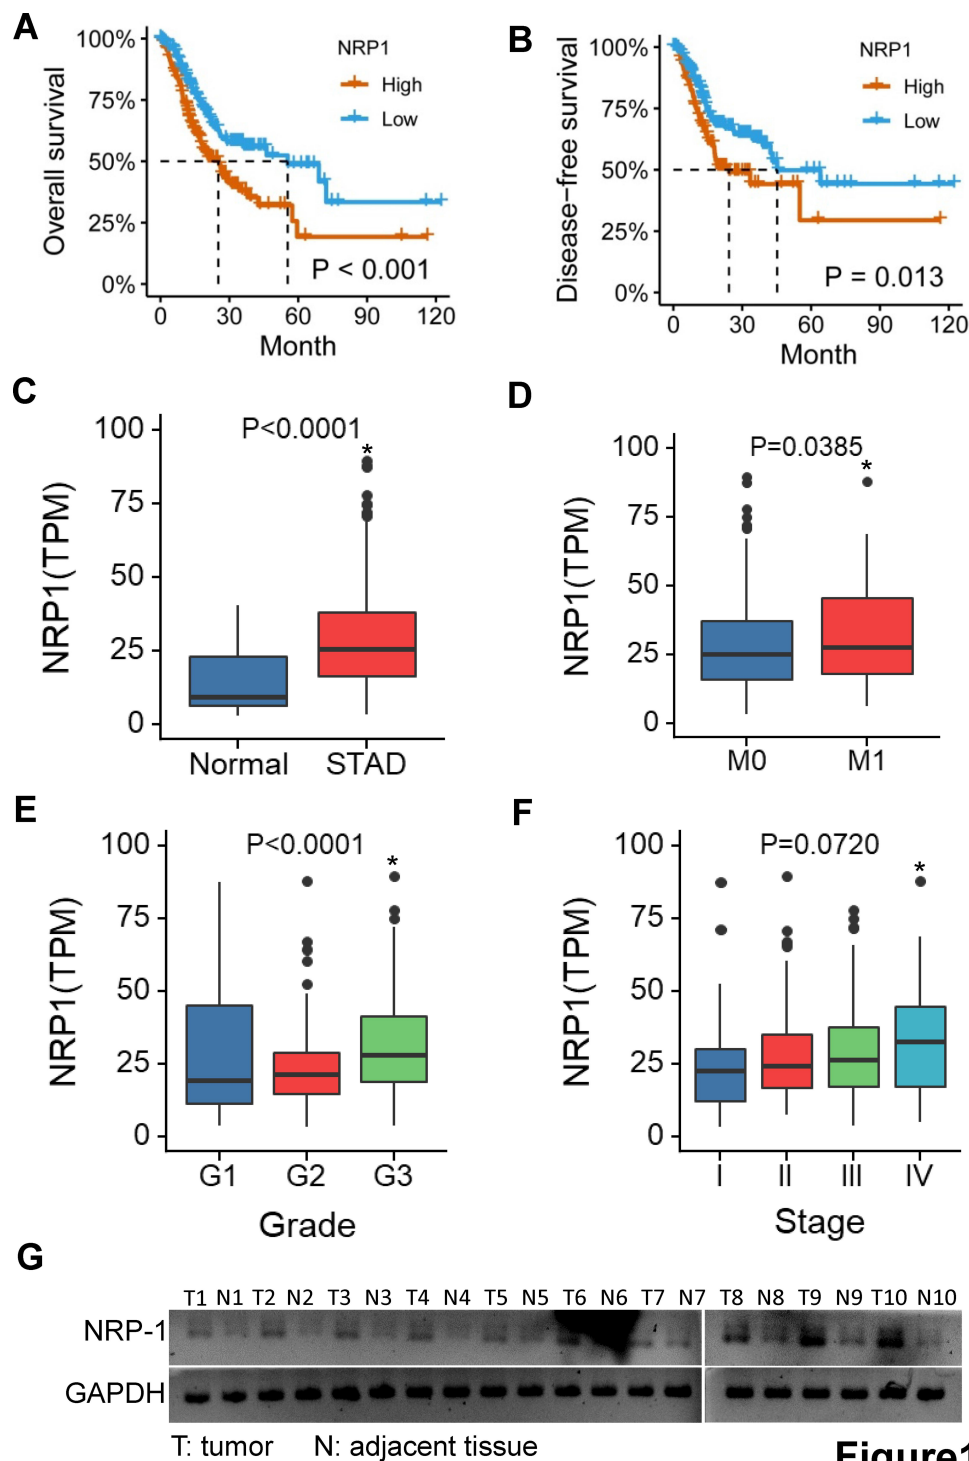 A
100%
75%
50%
25%
0%
Overall survival
NRP1
High
Low
P < 0.001
0 30 60 90 120
Month
B
100%
75%
50%
25%
0%
Disease−free survival
NRP1
High
Low
P = 0.013
0 30 60 90 120
Month
C
100
75
50
25
0
NRP1(TPM)
P<0.0001
*
Normal STAD
D
100
75
50
25
0
NRP1(TPM)
P=0.0385
*
M0 M1
E
100
75
50
25
0
NRP1(TPM)
P<0.0001
*
G1 G2 G3
Grade
F
100
75
50
25
0
NRP1(TPM)
P=0.0720
*
I II III IV
Stage
G
T1 N1 T2 N2 T3 N3 T4 N4 T5 N5 T6 N6 T7 N7 T8 N8 T9 N9 T10 N10
NRP-1
GAPDH
T: tumor N: adjacent tissue
Figure1